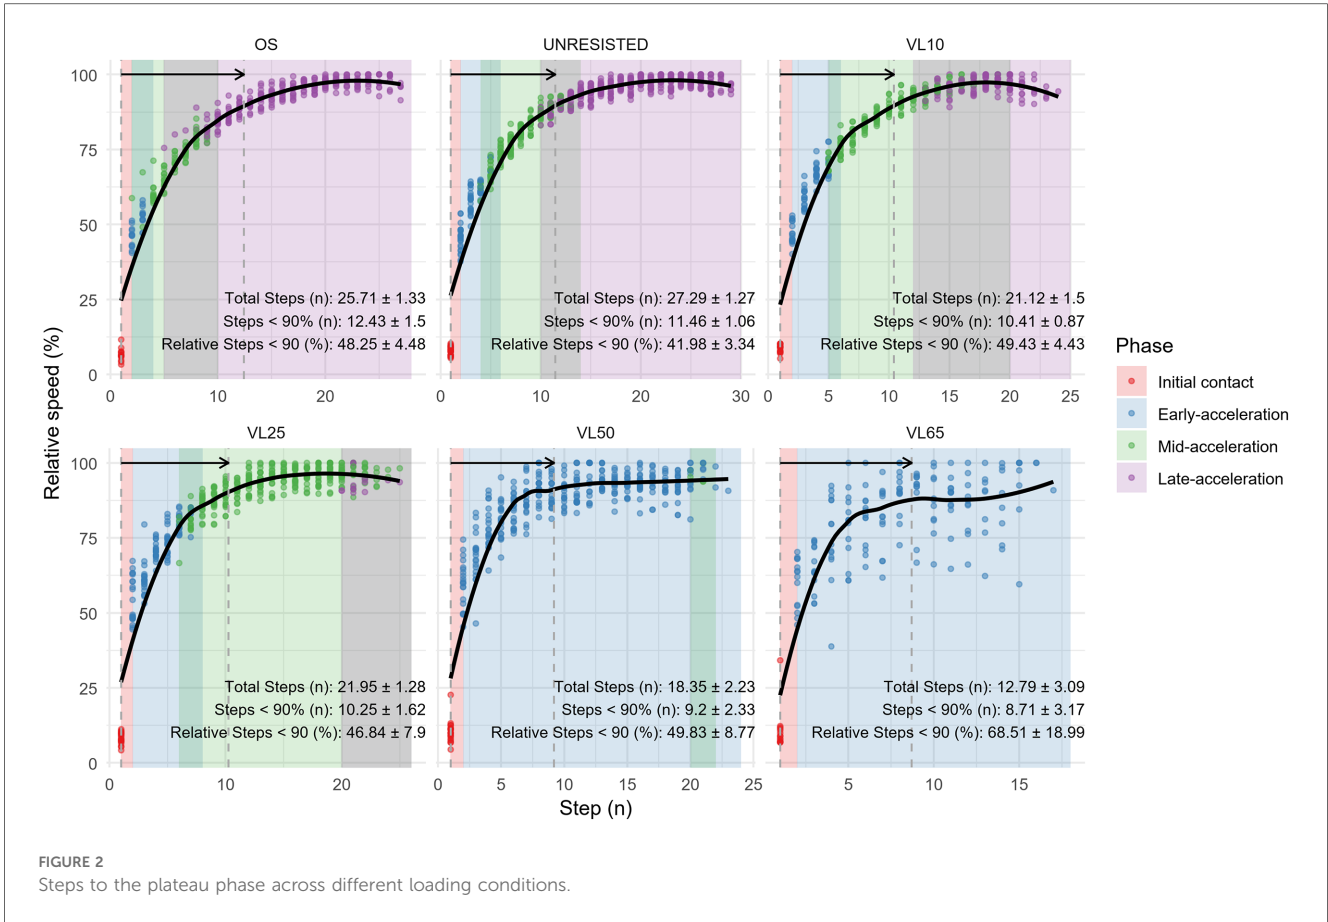 OS UNRESISTED VL10
100
75
50
25
0
Total Steps (n): 25.71 ± 1.33
Steps < 90% (n): 12.43 ± 1.5
Relative Steps < 90 (%): 48.25 ± 4.48
0 10 20
Total Steps (n): 27.29 ± 1.27
Steps < 90% (n): 11.46 ± 1.06
Relative Steps < 90 (%): 41.98 ± 3.34
0 10 20 30
Total Steps (n): 21.12 ± 1.5
Steps < 90% (n): 10.41 ± 0.87
Relative Steps < 90 (%): 49.43 ± 4.43
0 5 10 15 20 25
Relative speed (%)
VL25 VL50 VL65
100
75
50
25
0
Total Steps (n): 21.95 ± 1.28
Steps < 90% (n): 10.25 ± 1.62
Relative Steps < 90 (%): 46.84 ± 7.9
0 10 20
Total Steps (n): 18.35 ± 2.23
Steps < 90% (n): 9.2 ± 2.33
Relative Steps < 90 (%): 49.83 ± 8.77
0 5 10 15 20 25
Total Steps (n): 12.79 ± 3.09
Steps < 90% (n): 8.71 ± 3.17
Relative Steps < 90 (%): 68.51 ± 18.99
5 10 15
Step (n)
Phase
Initial contact
Early-acceleration
Mid-acceleration
Late-acceleration
FIGURE 2
Steps to the plateau phase across different loading conditions.